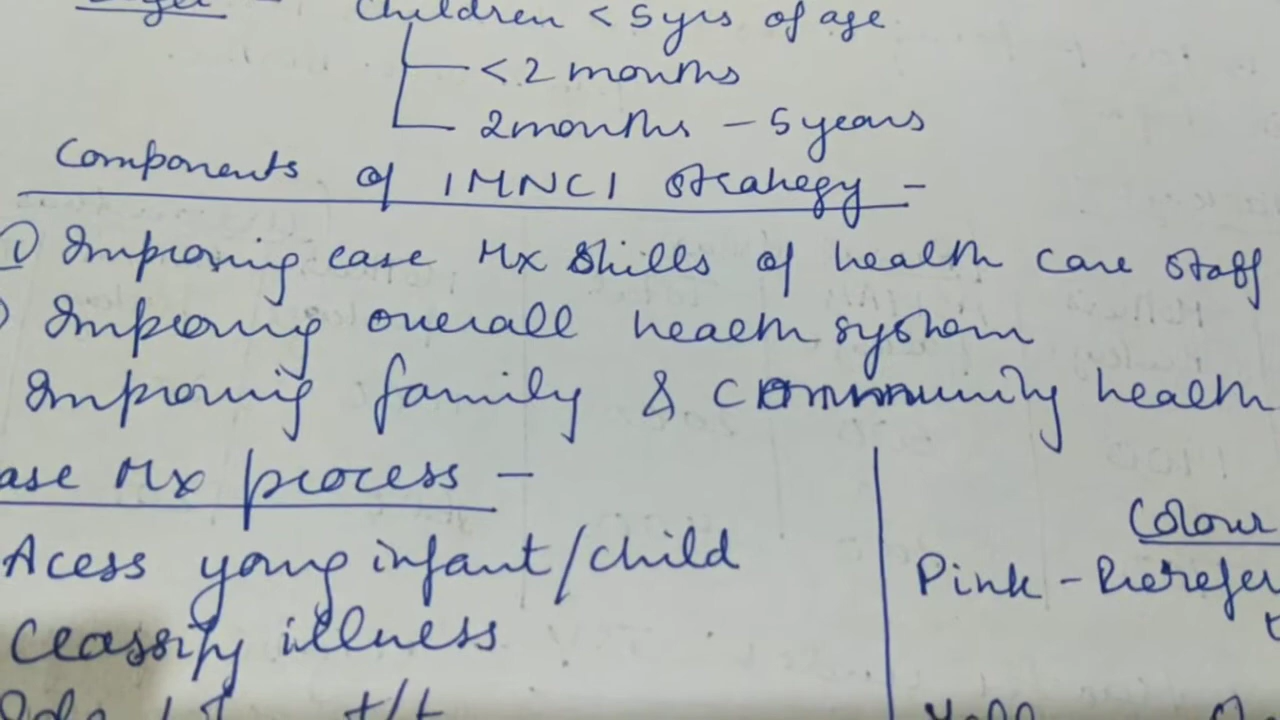 Children < 5 yrs of age
< 2 months
2 months - 5 years
Components of IMNCI strategy -
① Improving case Mx skills of health care staff
Improving overall health system
Improving family & community health
ase Mx process -
Acess young infant/child
Classify illness
Colour
Pink - Prerefer
t/t